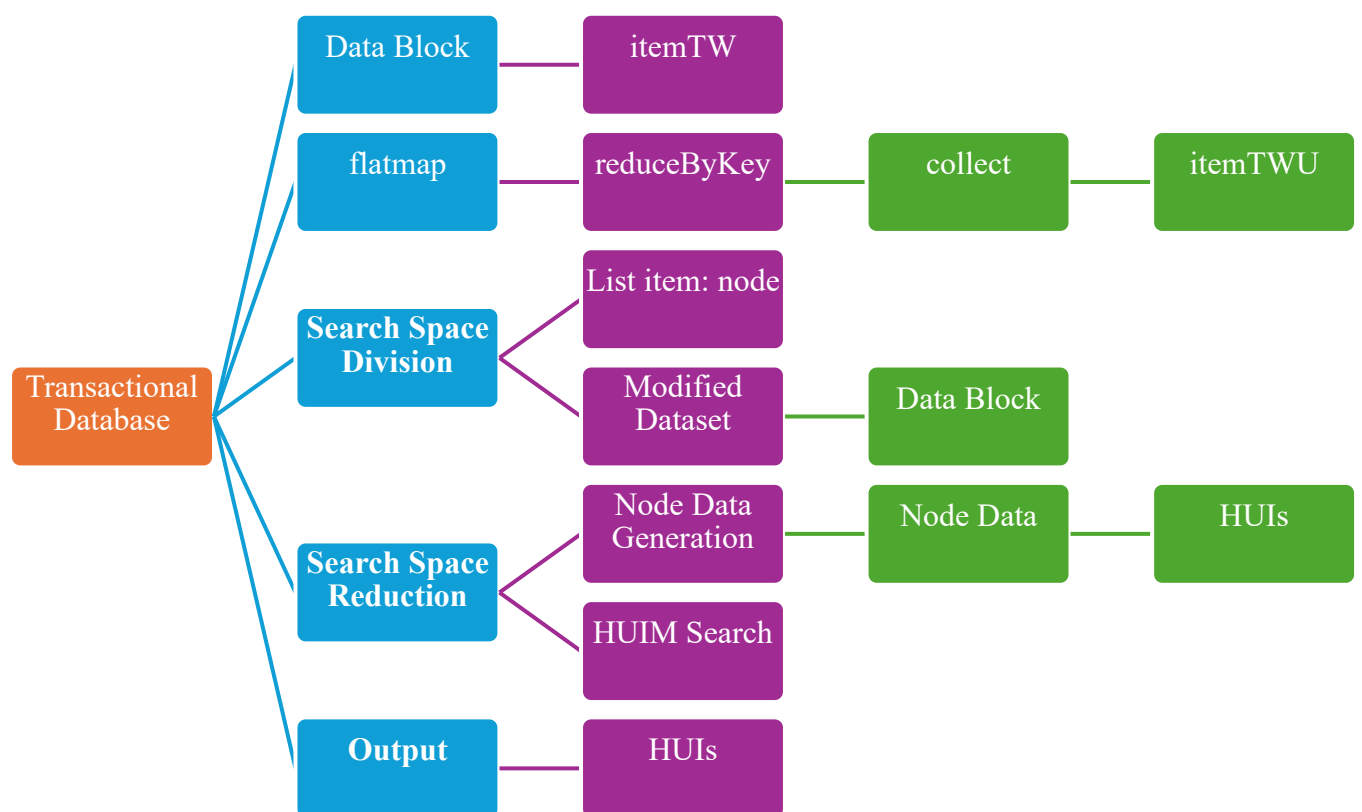 Data Block
itemTW
flatmap
reduceByKey
collect
itemTWU
List item: node
Search Space
Division
Transactional
Database
Modified
Dataset
Data Block
Node Data
Generation
Node Data
HUIs
Search Space
Reduction
HUIM Search
Output
HUIs